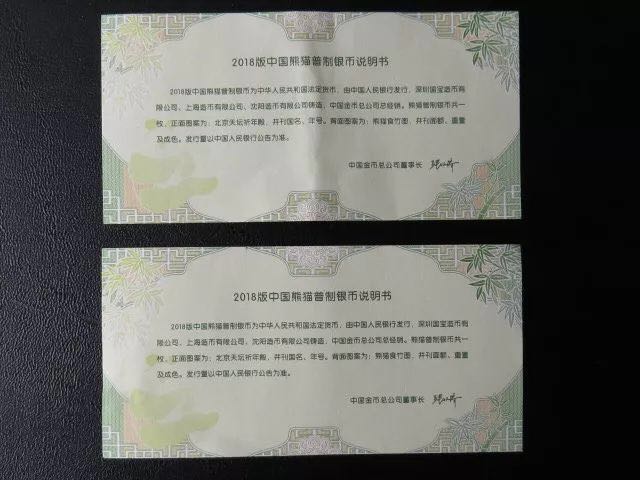 2018版中国熊猫普制银币说明书
2018版中国熊猫普制银币为中华人民共和国法定货币，由中国人民银行发行，深圳国宝造币有
限公司、上海造币有限公司、沈阳造币有限公司铸造，中国金币总公司总经销。熊猫普制银币共一
枚，正面图案为：北京天坛祈年殿，并刊国名、年号。背面图案为：熊猫食竹图，并刊面额、重量
及成色。发行量以中国人民银行公告为准。
中国金币总公司董事长
2018版中国熊猫普制银币说明书
2018版中国熊猫普制银币为中华人民共和国法定货币，由中国人民银行发行，深圳国宝造币有
限公司、上海造币有限公司、沈阳造币有限公司铸造，中国金币总公司总经销。熊猫普制银币共一
枚，正面图案为：北京天坛祈年殿，并刊国名、年号。背面图案为：熊猫食竹图，并刊面额、重量
及成色。发行量以中国人民银行公告为准。
中国金币总公司董事长